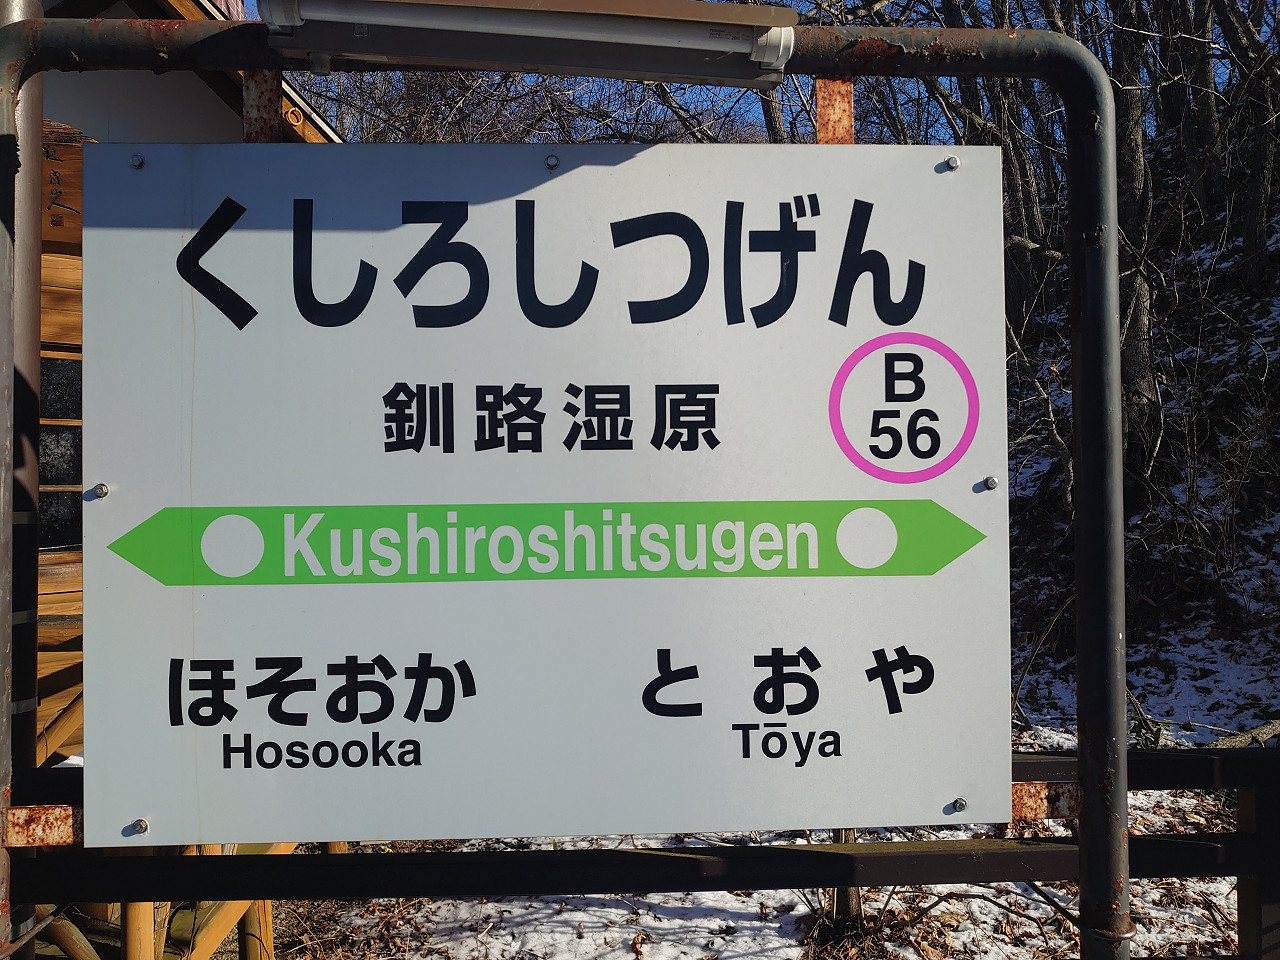 くしろしつげん
釧路湿原
B
56
Kushiroshitsugen
ほそおか
とおや
Hosooka
Tōya